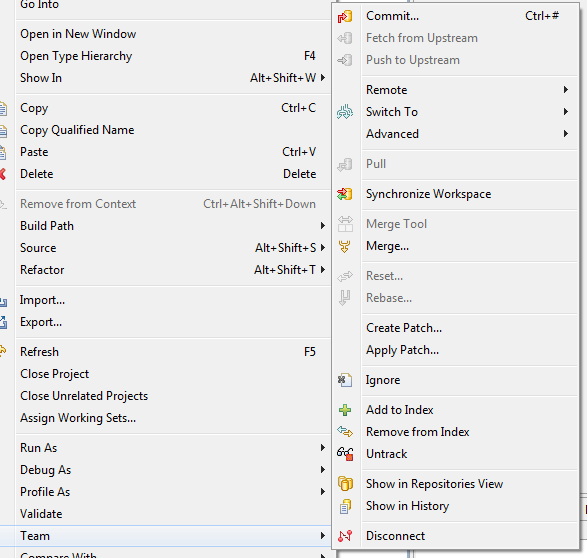 Go Into
Open in New Window
Open Type Hierarchy F4
Show In Alt+Shift+W
Copy Ctrl+C
Copy Qualified Name
Paste Ctrl+V
Delete Delete
Remove from Context Ctrl+Alt+Shift+Down
Build Path
Source Alt+Shift+S
Refactor Alt+Shift+T
Import...
Export...
Refresh F5
Close Project
Close Unrelated Projects
Assign Working Sets...
Run As
Debug As
Profile As
Validate
Team
Compare With
Commit... Ctrl+#
Fetch from Upstream
Push to Upstream
Remote
Switch To
Advanced
Pull
Synchronize Workspace
Merge Tool
Merge...
Reset...
Rebase...
Create Patch...
Apply Patch...
Ignore
Add to Index
Remove from Index
Untrack
Show in Repositories View
Show in History
Disconnect